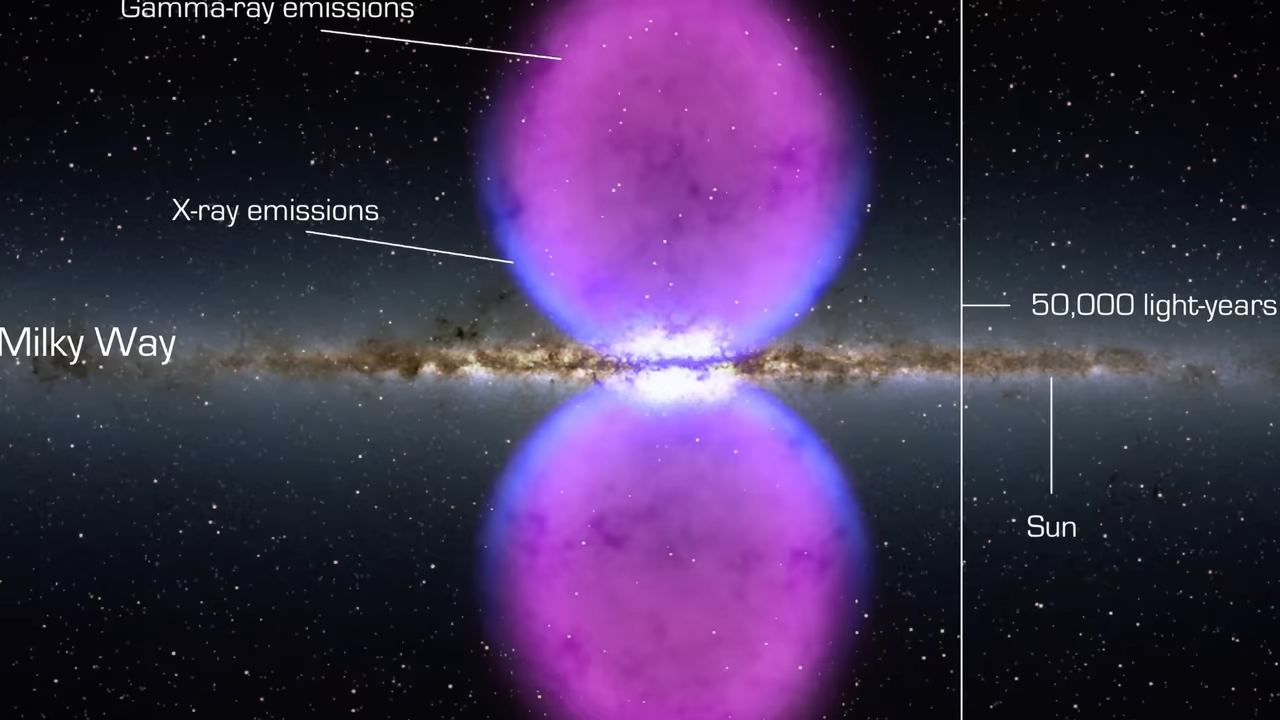 Gamma-ray emissions
X-ray emissions
50,000 light-years
Milky Way
Sun